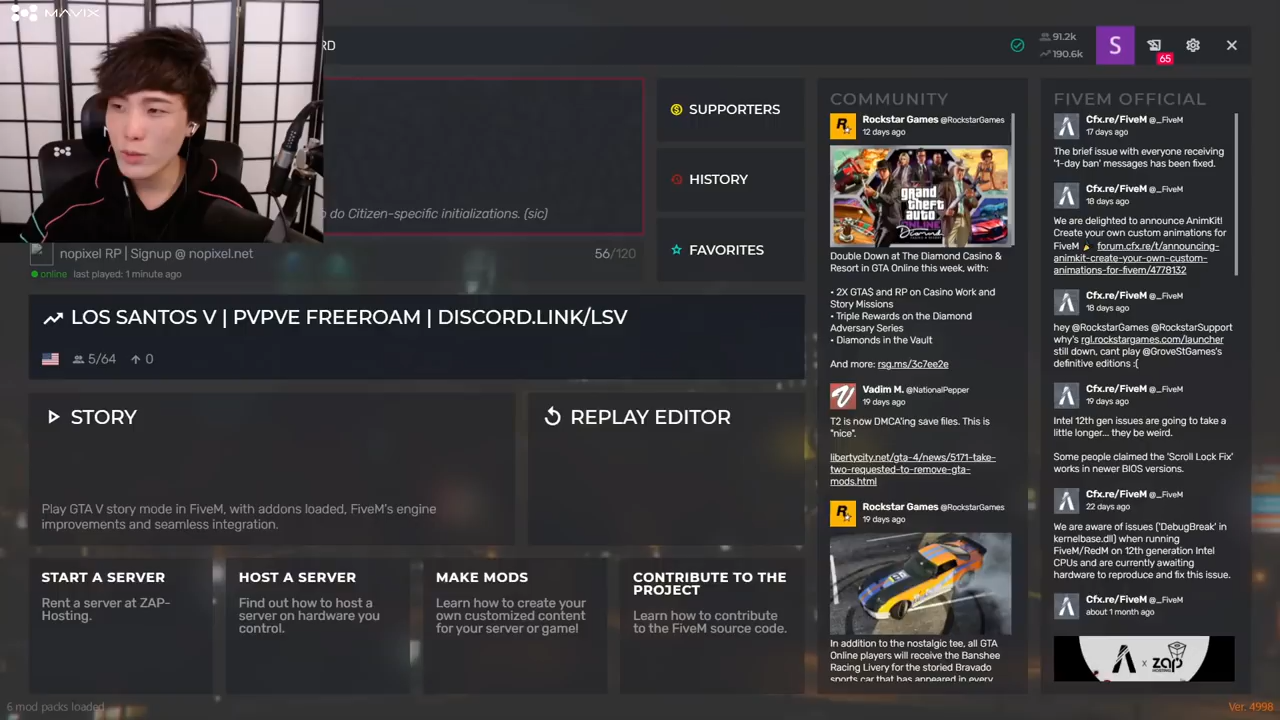 MAVIX
RD
91.2k
190.6k
S
65
do Citizen-specific initializations. (sic)
nopixel RP | Signup @ nopixel.net
56/120
online last played: 1 minute ago
SUPPORTERS
HISTORY
FAVORITES
LOS SANTOS V | PVPVE FREEROAM | DISCORD.LINK/LSV
5/64 0
STORY
Play GTA V story mode in FiveM, with addons loaded, FiveM's engine
improvements and seamless integration.
REPLAY EDITOR
START A SERVER
Rent a server at ZAP-
Hosting.
HOST A SERVER
Find out how to host a
server on hardware you
control.
MAKE MODS
Learn how to create your
own customized content
for your server or game!
CONTRIBUTE TO THE
PROJECT
Learn how to contribute
to the FiveM source code.
COMMUNITY
Rockstar Games @RockstarGames
12 days ago
grand
theft
auto
ONLINE
Diamond
Double Down at The Diamond Casino &
Resort in GTA Online this week, with:
• 2X GTA$ and RP on Casino Work and
Story Missions
• Triple Rewards on the Diamond
Adversary Series
• Diamonds in the Vault
And more: rsg.ms/3c7ee2e
Vadim M. @NationalPepper
19 days ago
T2 is now DMCA'ing save files. This is
"nice".
libertycity.net/gta-4/news/5171-take-
two-requested-to-remove-gta-
mods.html
Rockstar Games @RockstarGames
19 days ago
In addition to the nostalgic tee, all GTA
Online players will receive the Banshee
Racing Livery for the storied Bravado
sports car that has appeared in every
FIVEM OFFICIAL
Cfx.re/FiveM @_FiveM
17 days ago
The brief issue with everyone receiving
'1-day ban' messages has been fixed.
Cfx.re/FiveM @_FiveM
18 days ago
We are delighted to announce AnimKit!
Create your own custom animations for
FiveM 🎉 forum.cfx.re/t/announcing-
animkit-create-your-own-custom-
animations-for-fivem/4778132
Cfx.re/FiveM @_FiveM
18 days ago
hey @RockstarGames @RockstarSupport
why's rgl.rockstargames.com/launcher
still down, cant play @GroveStGames's
definitive editions :(
Cfx.re/FiveM @_FiveM
19 days ago
Intel 12th gen issues are going to take a
little longer... they be weird.
Some people claimed the 'Scroll Lock Fix'
works in newer BIOS versions.
Cfx.re/FiveM @_FiveM
22 days ago
We are aware of issues ('DebugBreak' in
kernelbase.dll) when running
FiveM/RedM on 12th generation Intel
CPUs and are currently awaiting
hardware to reproduce and fix this issue.
Cfx.re/FiveM @_FiveM
about 1 month ago
x zap
HOSTING
6 mod packs loaded
Ver. 4998